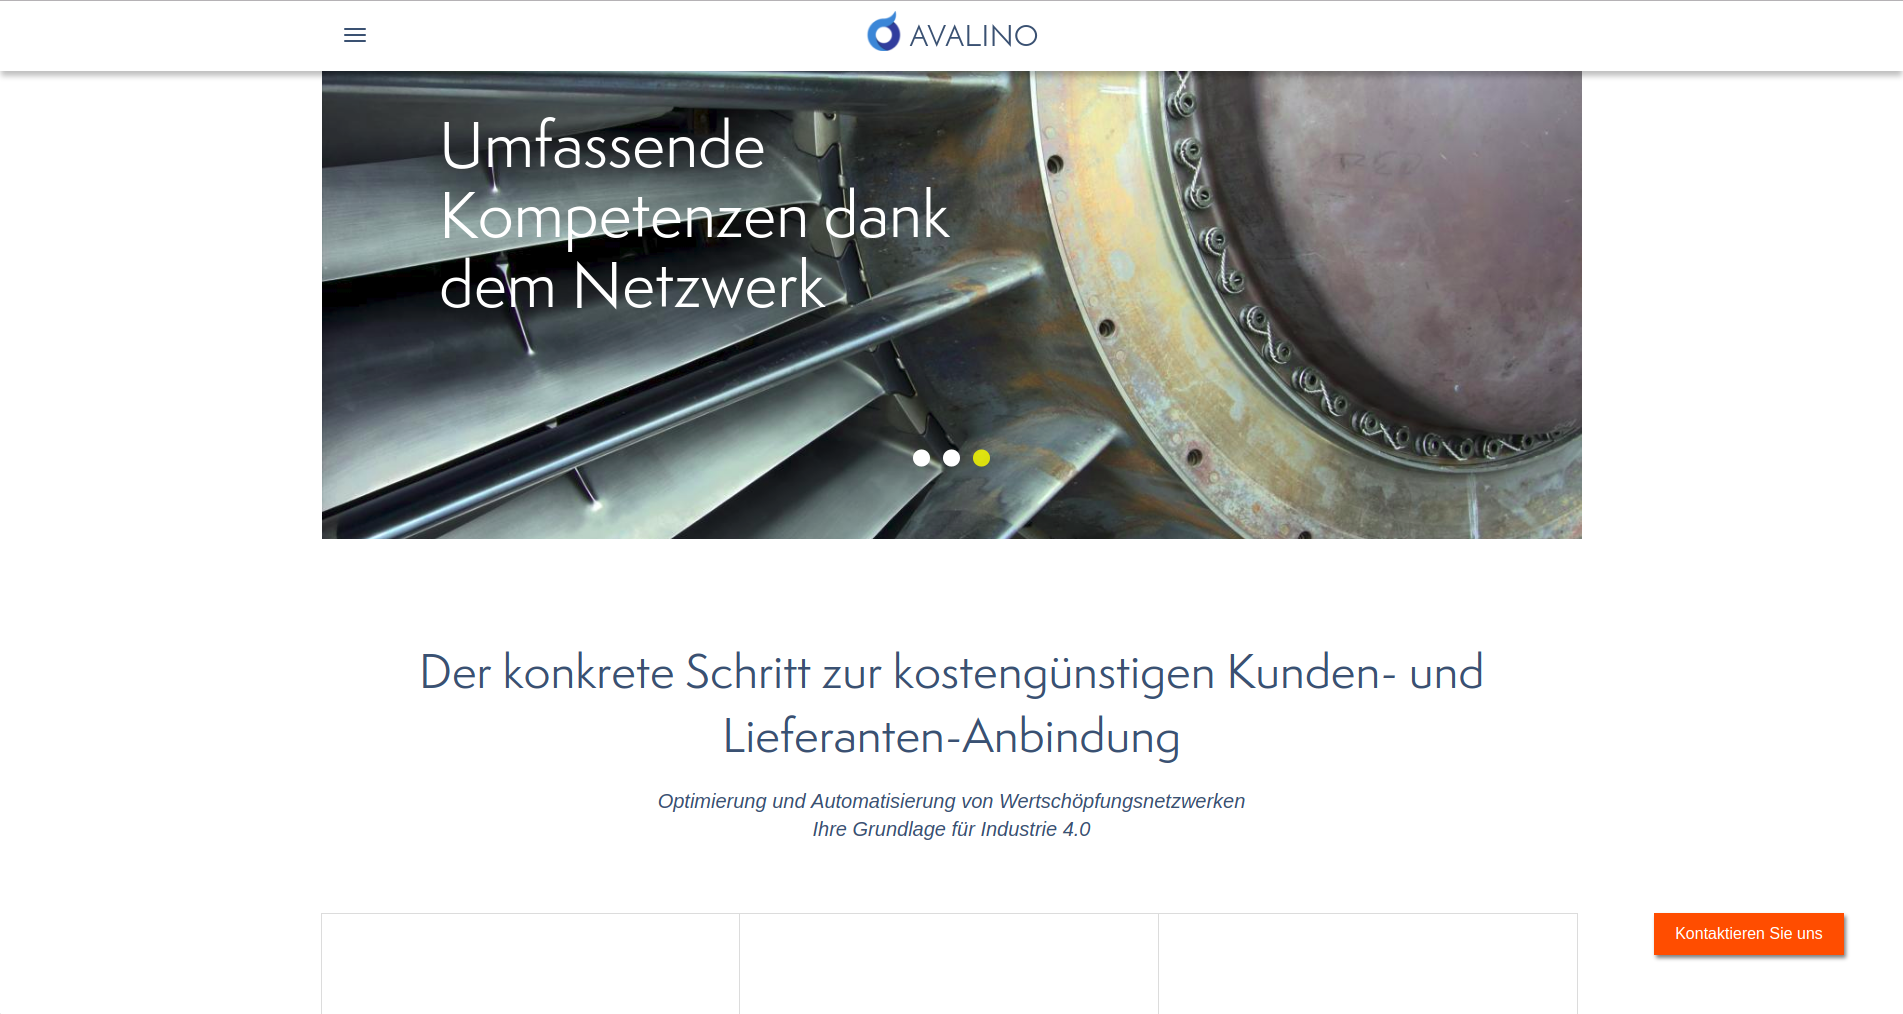 AVALINO
Umfassende
Kompetenzen dank
dem Netzwerk
Der konkrete Schritt zur kostengünstigen Kunden- und
Lieferanten-Anbindung
Optimierung und Automatisierung von Wertschöpfungsnetzwerken
Ihre Grundlage für Industrie 4.0
Kontaktieren Sie uns